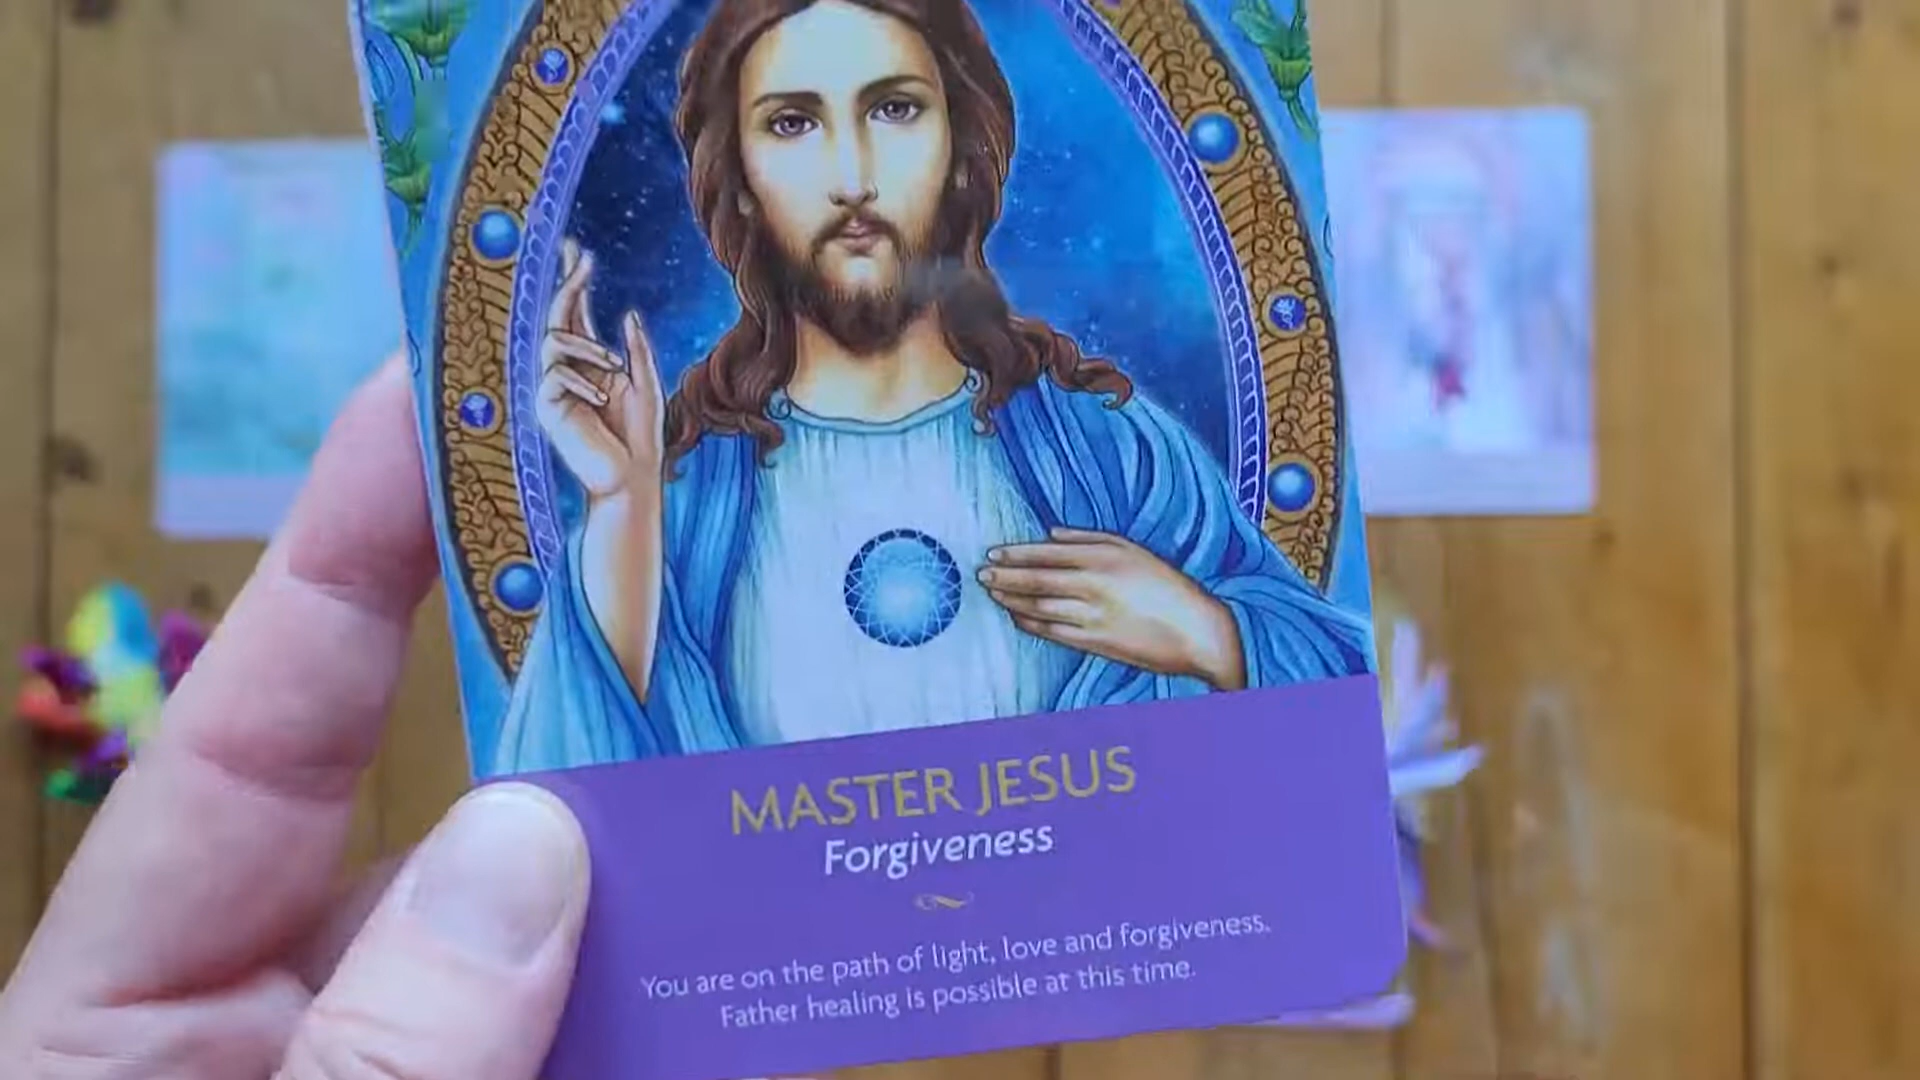 MASTER JESUS
Forgiveness
You are on the path of light, love and forgiveness.
Father healing is possible at this time.